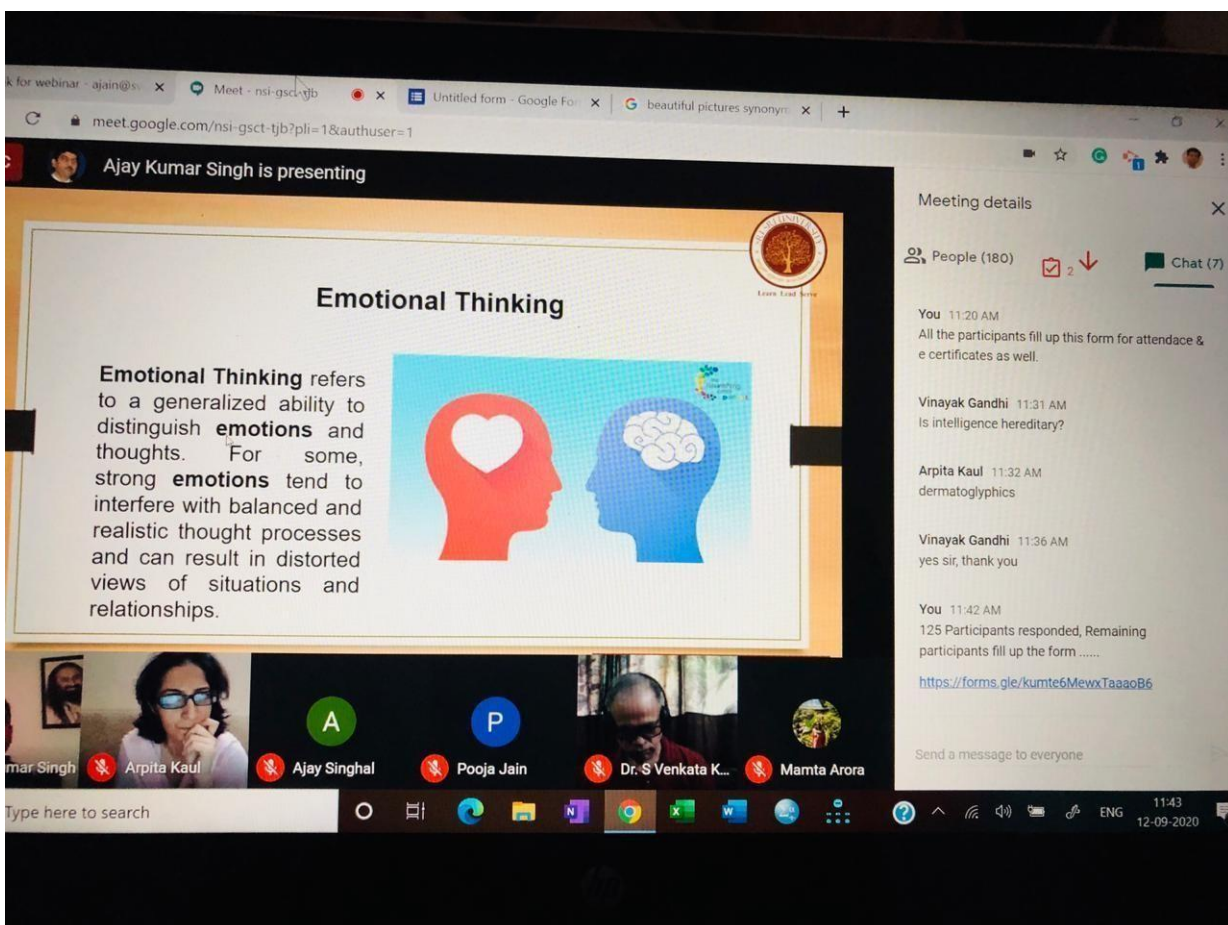 k for webinar - ajain@s
Meet - nsi-gsct-tjb
Untitled form - Google For
beautiful pictures synonym
meet.google.com/nsi-gsct-tjb?pli=1&authuser=1
Ajay Kumar Singh is presenting
Learn Lead Serve
Emotional Thinking
Emotional Thinking refers
to a generalized ability to
distinguish emotions and
thoughts. For some,
strong emotions tend to
interfere with balanced and
realistic thought processes
and can result in distorted
views of situations and
relationships.
mar Singh
Arpita Kaul
A
Ajay Singhal
P
Pooja Jain
Dr. S Venkata K...
Mamta Arora
Meeting details
People (180)
2
Chat (7)
You 11:20 AM
All the participants fill up this form for attendace &
e certificates as well.
Vinayak Gandhi 11:31 AM
Is intelligence hereditary?
Arpita Kaul 11:32 AM
dermatoglyphics
Vinayak Gandhi 11:36 AM
yes sir, thank you
You 11:42 AM
125 Participants responded, Remaining
participants fill up the form ......
https://forms.gle/kumte6MewxTaaaoB6
Send a message to everyone
Type here to search
ENG
11:43
12-09-2020
hp